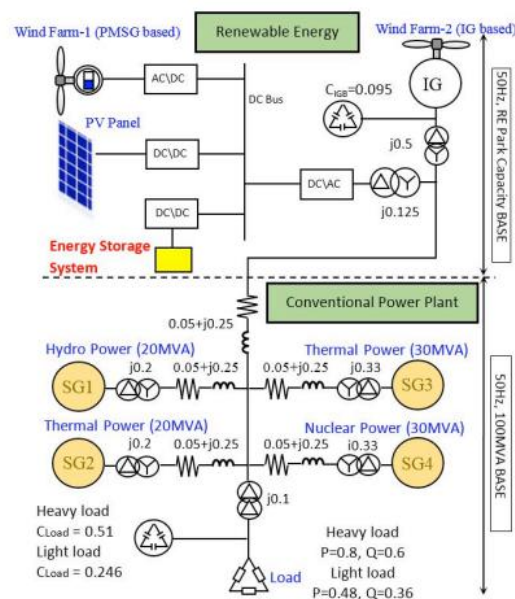 Wind Farm-1 (PMSG based)
Renewable Energy
Wind Farm-2 (IG based)
AC\DC
DC Bus
C_IGB=0.095
IG
PV Panel
DC\DC
j0.5
DC\AC
j0.125
DC\DC
Energy Storage
System
50Hz, RE Park Capacity BASE
Conventional Power Plant
0.05+j0.25
Hydro Power (20MVA)
Thermal Power (30MVA)
j0.2
0.05+j0.25
0.05+j0.25
j0.33
SG1
SG3
Thermal Power (20MVA)
Nuclear Power (30MVA)
j0.2
0.05+j0.25
0.05+j0.25
j0.33
SG2
SG4
50Hz, 100MVA BASE
j0.1
Heavy load
C_Load = 0.51
Light load
C_Load = 0.246
Heavy load
P=0.8, Q=0.6
Light load
P=0.48, Q=0.36
Load